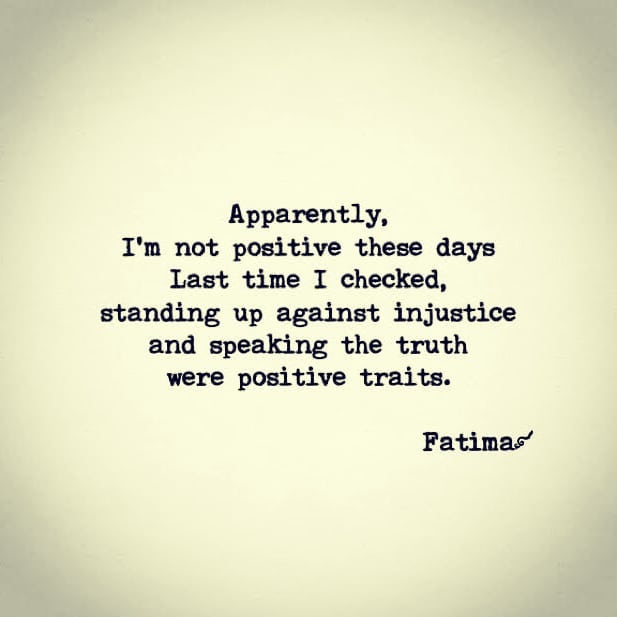 Apparently,
I'm not positive these days
Last time I checked,
standing up against injustice
and speaking the truth
were positive traits.
Fatima